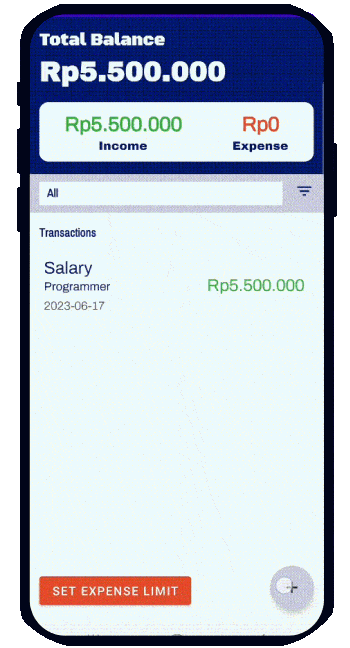 Total Balance
Rp5.500.000
Rp5.500.000 Rp0
Income Expense
All
Transactions
Salary
Programmer
Rp5.500.000
2023-06-17
SET EXPENSE LIMIT
+